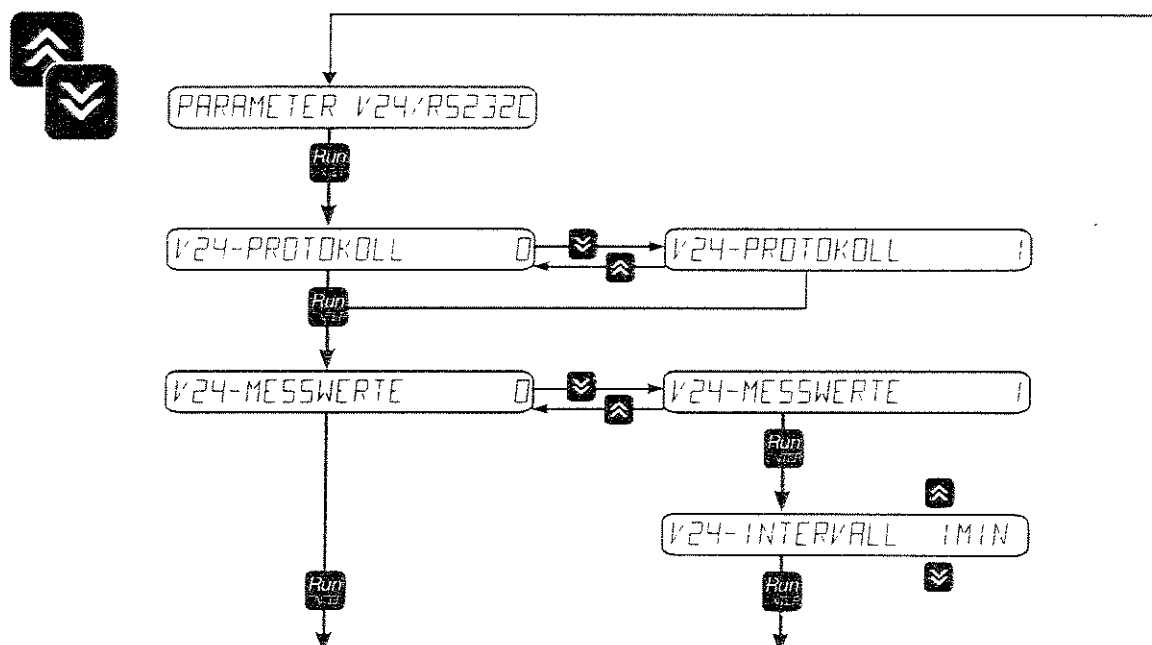 PARAMETER V24/RS232C
Run
V24-PROTOKOLL 0
V24-PROTOKOLL 1
Run
V24-MESSWERTE 0
V24-MESSWERTE 1
Run
V24-INTERVALL 1MIN
Run
Run